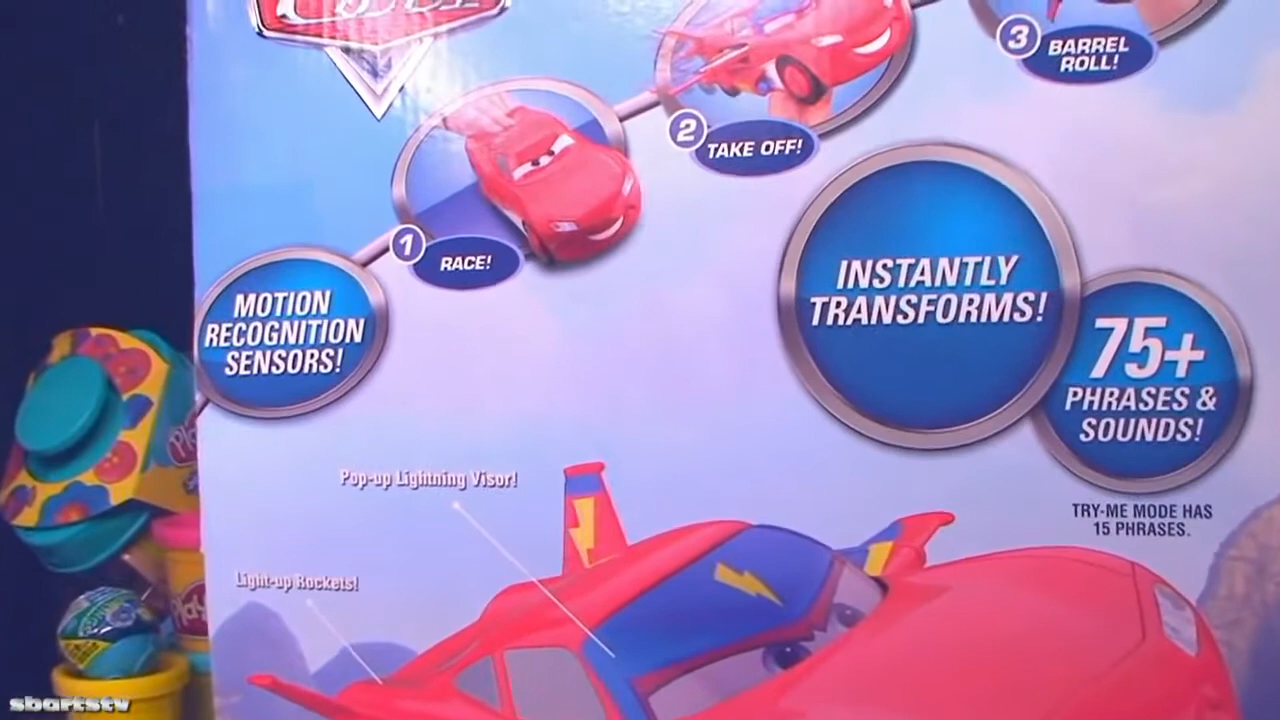 3 BARREL
ROLL!
2 TAKE OFF!
1 RACE!
MOTION
RECOGNITION
SENSORS!
INSTANTLY
TRANSFORMS!
75+
PHRASES &
SOUNDS!
TRY-ME MODE HAS
15 PHRASES.
Pop-up Lightning Visor!
Light-up Rockets!
sbartstv